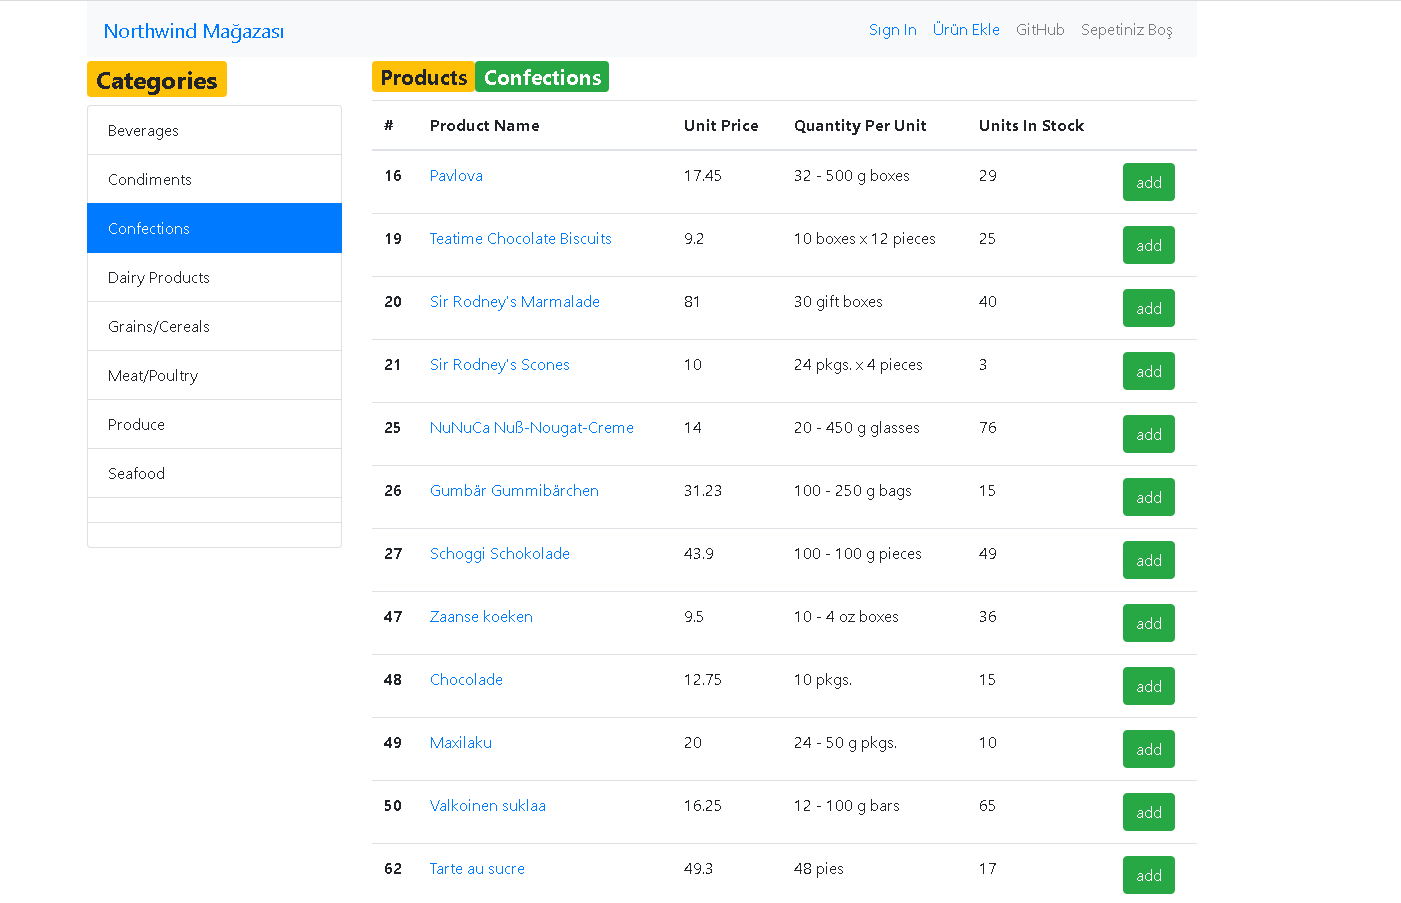 Northwind Mağazası
Sıgn In Ürün Ekle GitHub Sepetiniz Boş
Categories
Beverages
Condiments
Confections
Dairy Products
Grains/Cereals
Meat/Poultry
Produce
Seafood
Products Confections
# Product Name Unit Price Quantity Per Unit Units In Stock
16 Pavlova 17.45 32 - 500 g boxes 29 add
19 Teatime Chocolate Biscuits 9.2 10 boxes x 12 pieces 25 add
20 Sir Rodney's Marmalade 81 30 gift boxes 40 add
21 Sir Rodney's Scones 10 24 pkgs. x 4 pieces 3 add
25 NuNuCa Nuß-Nougat-Creme 14 20 - 450 g glasses 76 add
26 Gumbär Gummibärchen 31.23 100 - 250 g bags 15 add
27 Schoggi Schokolade 43.9 100 - 100 g pieces 49 add
47 Zaanse koeken 9.5 10 - 4 oz boxes 36 add
48 Chocolade 12.75 10 pkgs. 15 add
49 Maxilaku 20 24 - 50 g pkgs. 10 add
50 Valkoinen suklaa 16.25 12 - 100 g bars 65 add
62 Tarte au sucre 49.3 48 pies 17 add